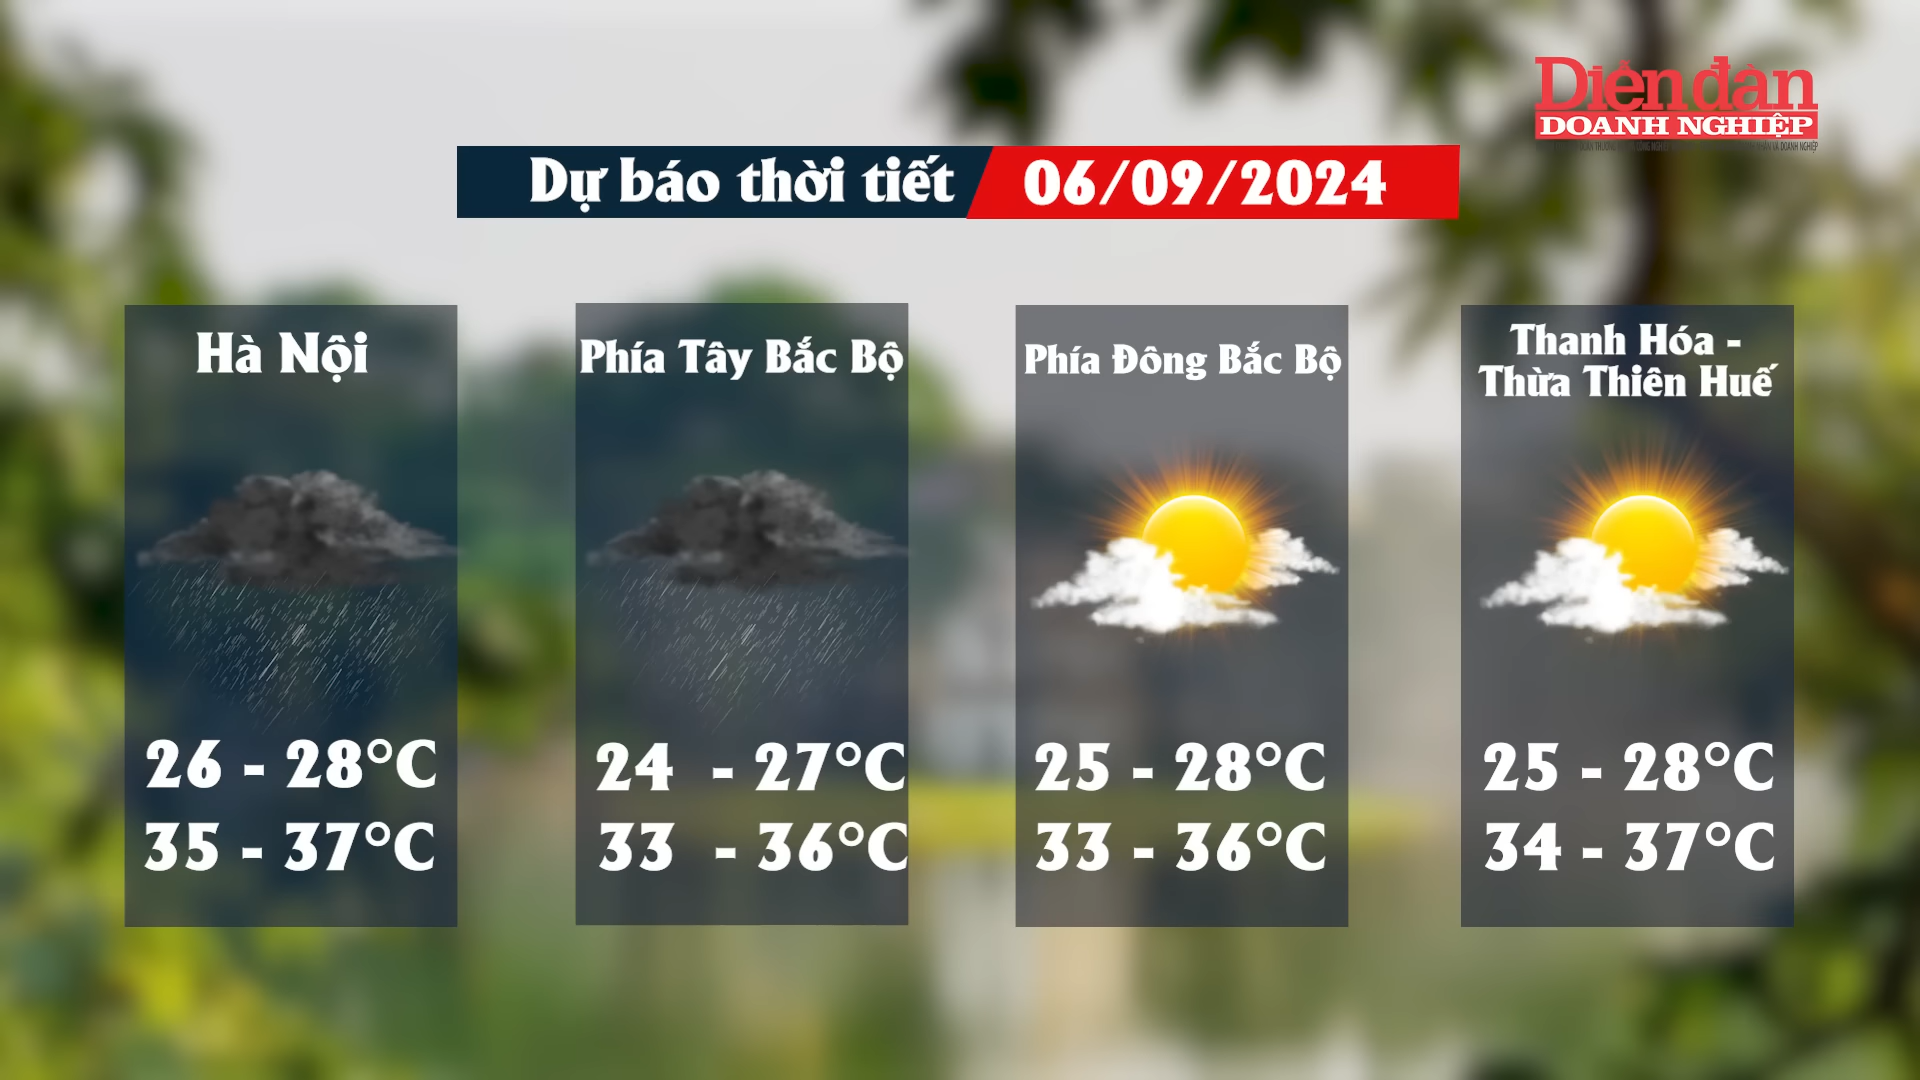 Diễn đàn
DOANH NGHIỆP
Dự báo thời tiết 06/09/2024
Hà Nội
26 - 28°C
35 - 37°C
Phía Tây Bắc Bộ
24 - 27°C
33 - 36°C
Phía Đông Bắc Bộ
25 - 28°C
33 - 36°C
Thanh Hóa -
Thừa Thiên Huế
25 - 28°C
34 - 37°C